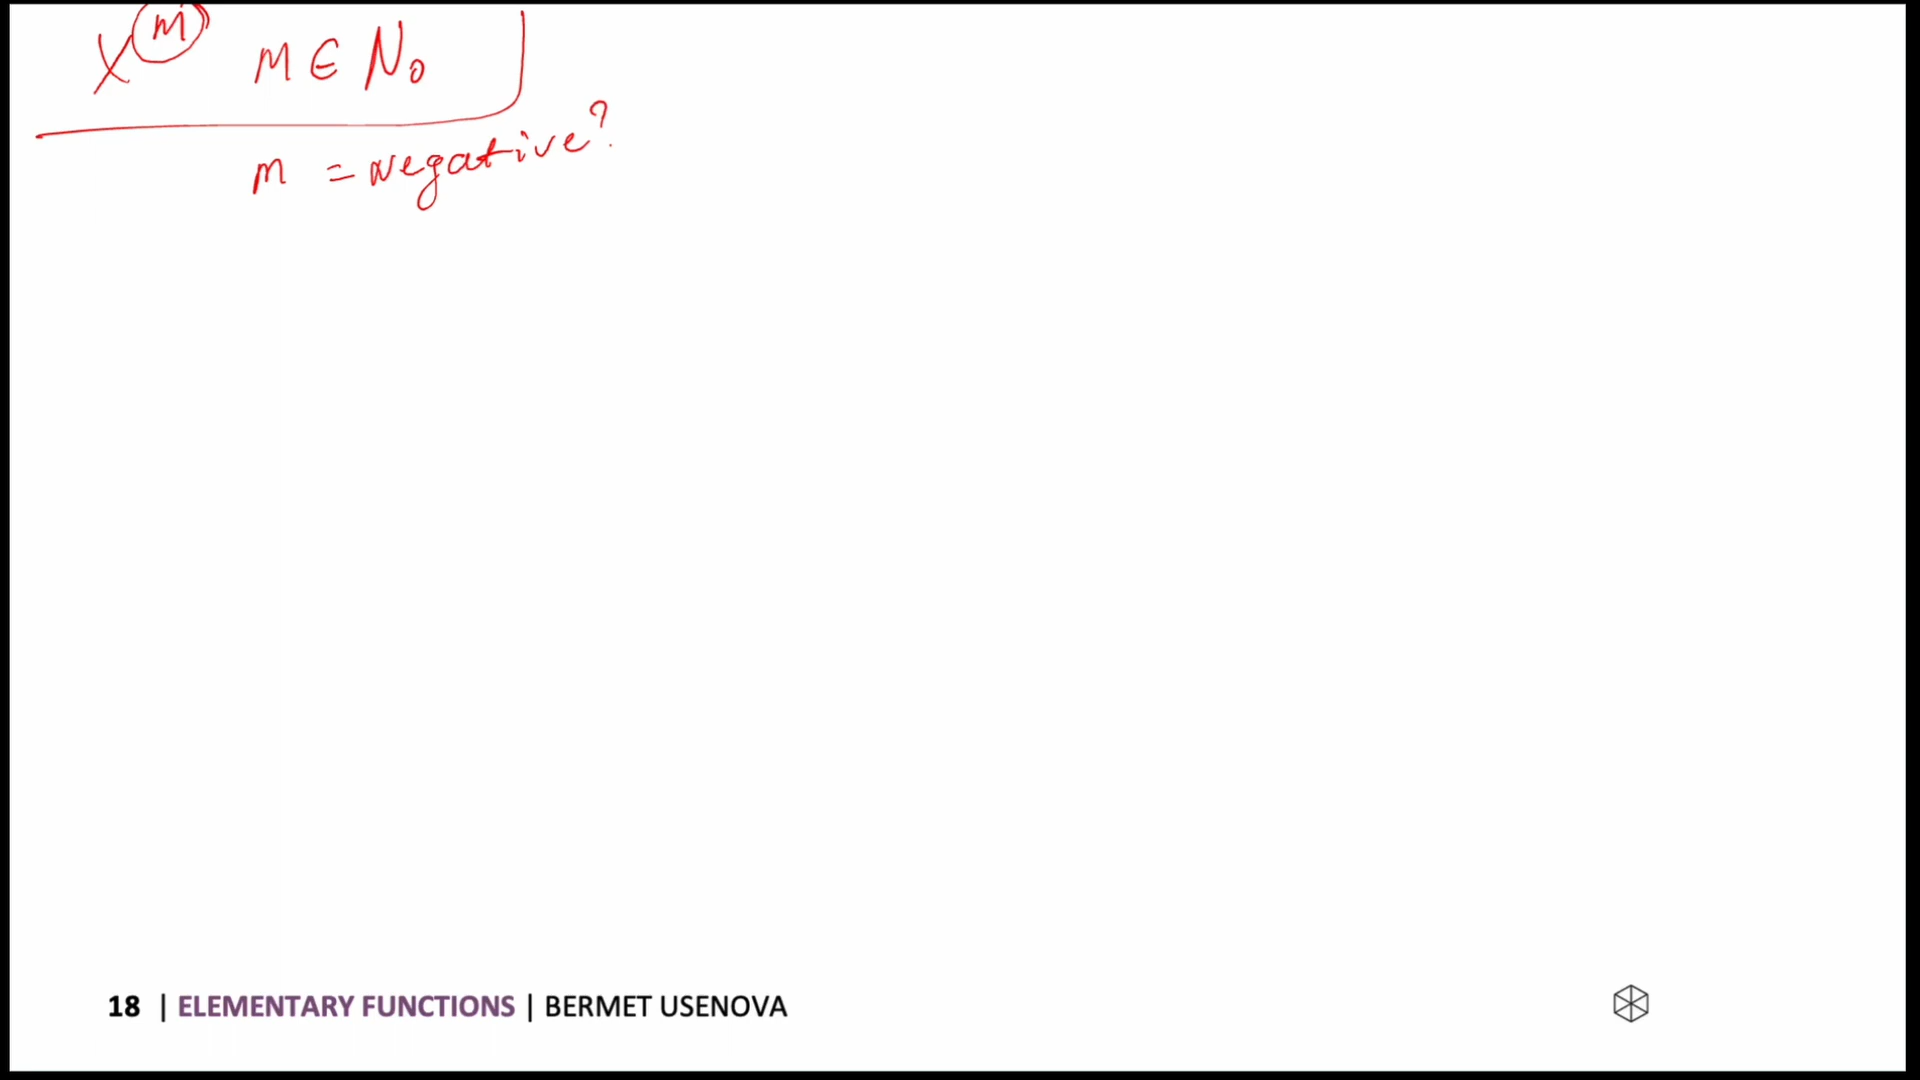 x^m m ∈ N₀
m = negative?
18 | ELEMENTARY FUNCTIONS | BERMET USENOVA